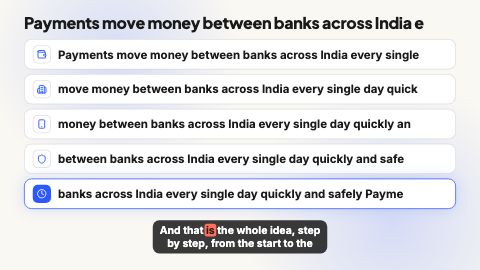 Payments move money between banks across India e
Payments move money between banks across India every single
move money between banks across India every single day quick
money between banks across India every single day quickly an
between banks across India every single day quickly and safe
banks across India every single day quickly and safely Payme
And that is the whole idea, step
by step, from the start to the